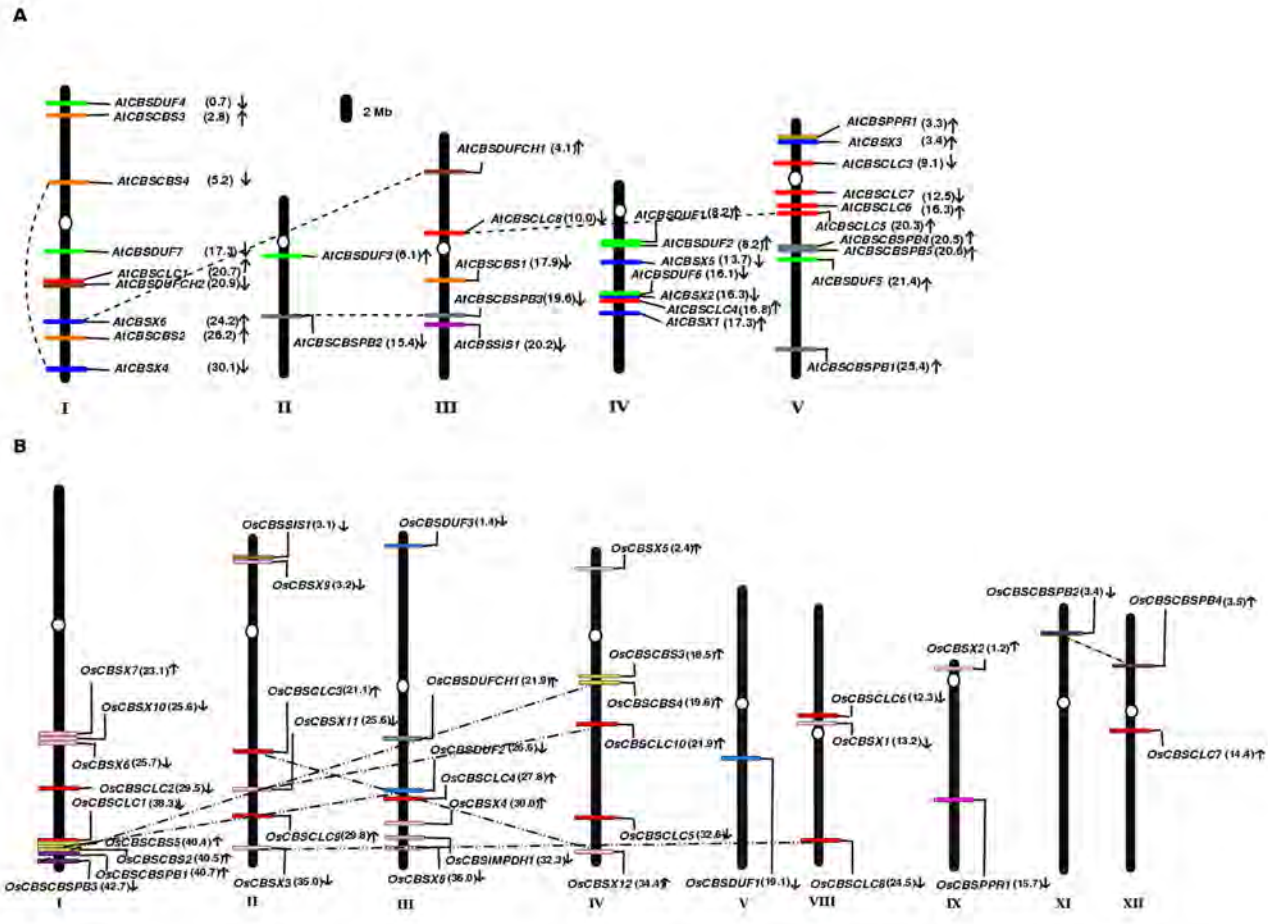 A
2 Mb
AtCBSDUF4 (0.7)↓
AtCBSCBS3 (2.8)↑
AtCBSCBS4 (5.2)↓
AtCBSDUF7 (17.3)↓
AtCBSCLC1 (20.7)↑
AtCBSDUFCH2 (20.9)↓
AtCBSX6 (24.2)↑
AtCBSCBS2 (26.2)↑
AtCBSX4 (30.1)↓
I
AtCBSDUF3 (6.1)↑
AtCBSCBSPB2 (15.4)↓
II
AtCBSDUFCH1 (4.1)↑
AtCBSCLC8 (10.0)↓
AtCBSCBS1 (17.9)↓
AtCBSCBSPB3 (19.6)↓
AtCBSSIS1 (20.2)↓
III
AtCBSDUF1 (8.2)↑
AtCBSDUF2 (8.2)↑
AtCBSX5 (13.7)↓
AtCBSDUF6 (16.1)↓
AtCBSX2 (16.3)↓
AtCBSCLC4 (16.8)↑
AtCBSX1 (17.3)↑
IV
AtCBSPPR1 (3.3)↑
AtCBSX3 (3.4)↑
AtCBSCLC3 (9.1)↓
AtCBSCLC7 (12.5)↓
AtCBSCLC6 (16.3)↑
AtCBSCLC5 (20.3)↑
AtCBSCBSPB4 (20.5)↑
AtCBSCBSPB5 (20.6)↑
AtCBSDUF5 (21.4)↑
AtCBSCBSPB1 (25.4)↑
V
B
OsCBSX7 (23.1)↑
OsCBSX10 (25.6)↓
OsCBSX6 (25.7)↓
OsCBSCLC2 (29.5)↓
OsCBSCLC1 (38.3)↓
OsCBSCBS5 (40.4)↑
OsCBSCBS2 (40.5)↑
OsCBSCBSPB1 (40.7)↑
OsCBSCBSPB3 (42.7)↓
I
OsCBSSIS1 (3.1)↓
OsCBSX9 (3.2)↓
OsCBSCLC3 (21.1)↑
OsCBSX11 (25.6)↓
OsCBSCLC9 (29.8)↑
OsCBSX3 (35.0)↓
II
OsCBSDUF3 (1.4)↓
OsCBSDUFCH1 (21.9)↑
OsCBSDUF2 (26.6)↓
OsCBSCLC4 (27.8)↑
OsCBSX4 (30.0)↑
OsCBSIMPDH1 (32.3)↓
OsCBSX8 (36.0)↓
III
OsCBSX5 (2.4)↑
OsCBSCBS3 (18.5)↑
OsCBSCBS4 (19.6)↑
OsCBSCLC10 (21.9)↑
OsCBSCLC5 (32.6)↓
OsCBSX12 (34.4)↑
IV
OsCBSDUF1 (19.1)↓
V
OsCBSCLC6 (12.3)↓
OsCBSX1 (13.2)↓
OsCBSCLC8 (24.5)↓
VIII
OsCBSX2 (1.2)↑
OsCBSPPR1 (15.7)↓
IX
OsCBSCBSPB2 (3.4)↓
XI
OsCBSCBSPB4 (3.5)↑
OsCBSCLC7 (14.4)↑
XII